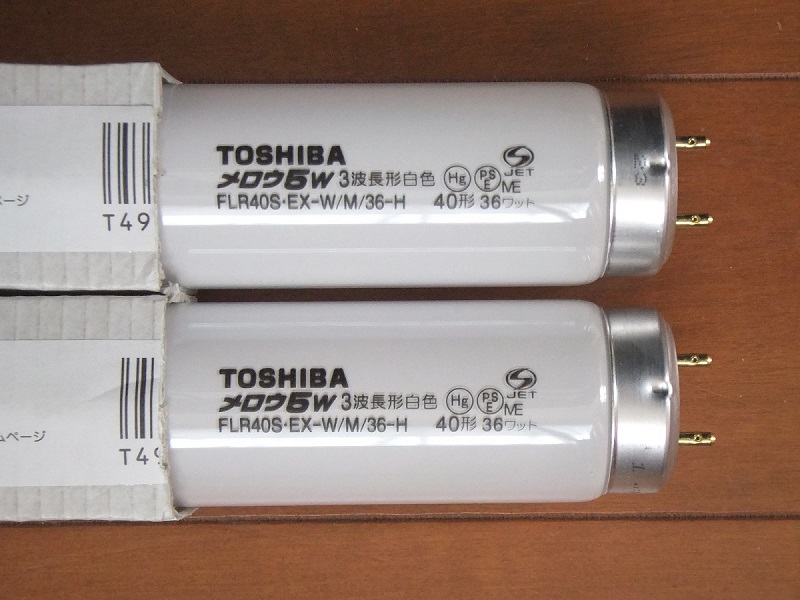 TOSHIBA
メロウ5W 3波長形白色 Hg PSE JET
FLR40S・EX-W/M/36-H 40形 36ワット ME
T49
ページ
TOSHIBA
メロウ5W 3波長形白色 Hg PSE JET
FLR40S・EX-W/M/36-H 40形 36ワット ME
T49
ムページ